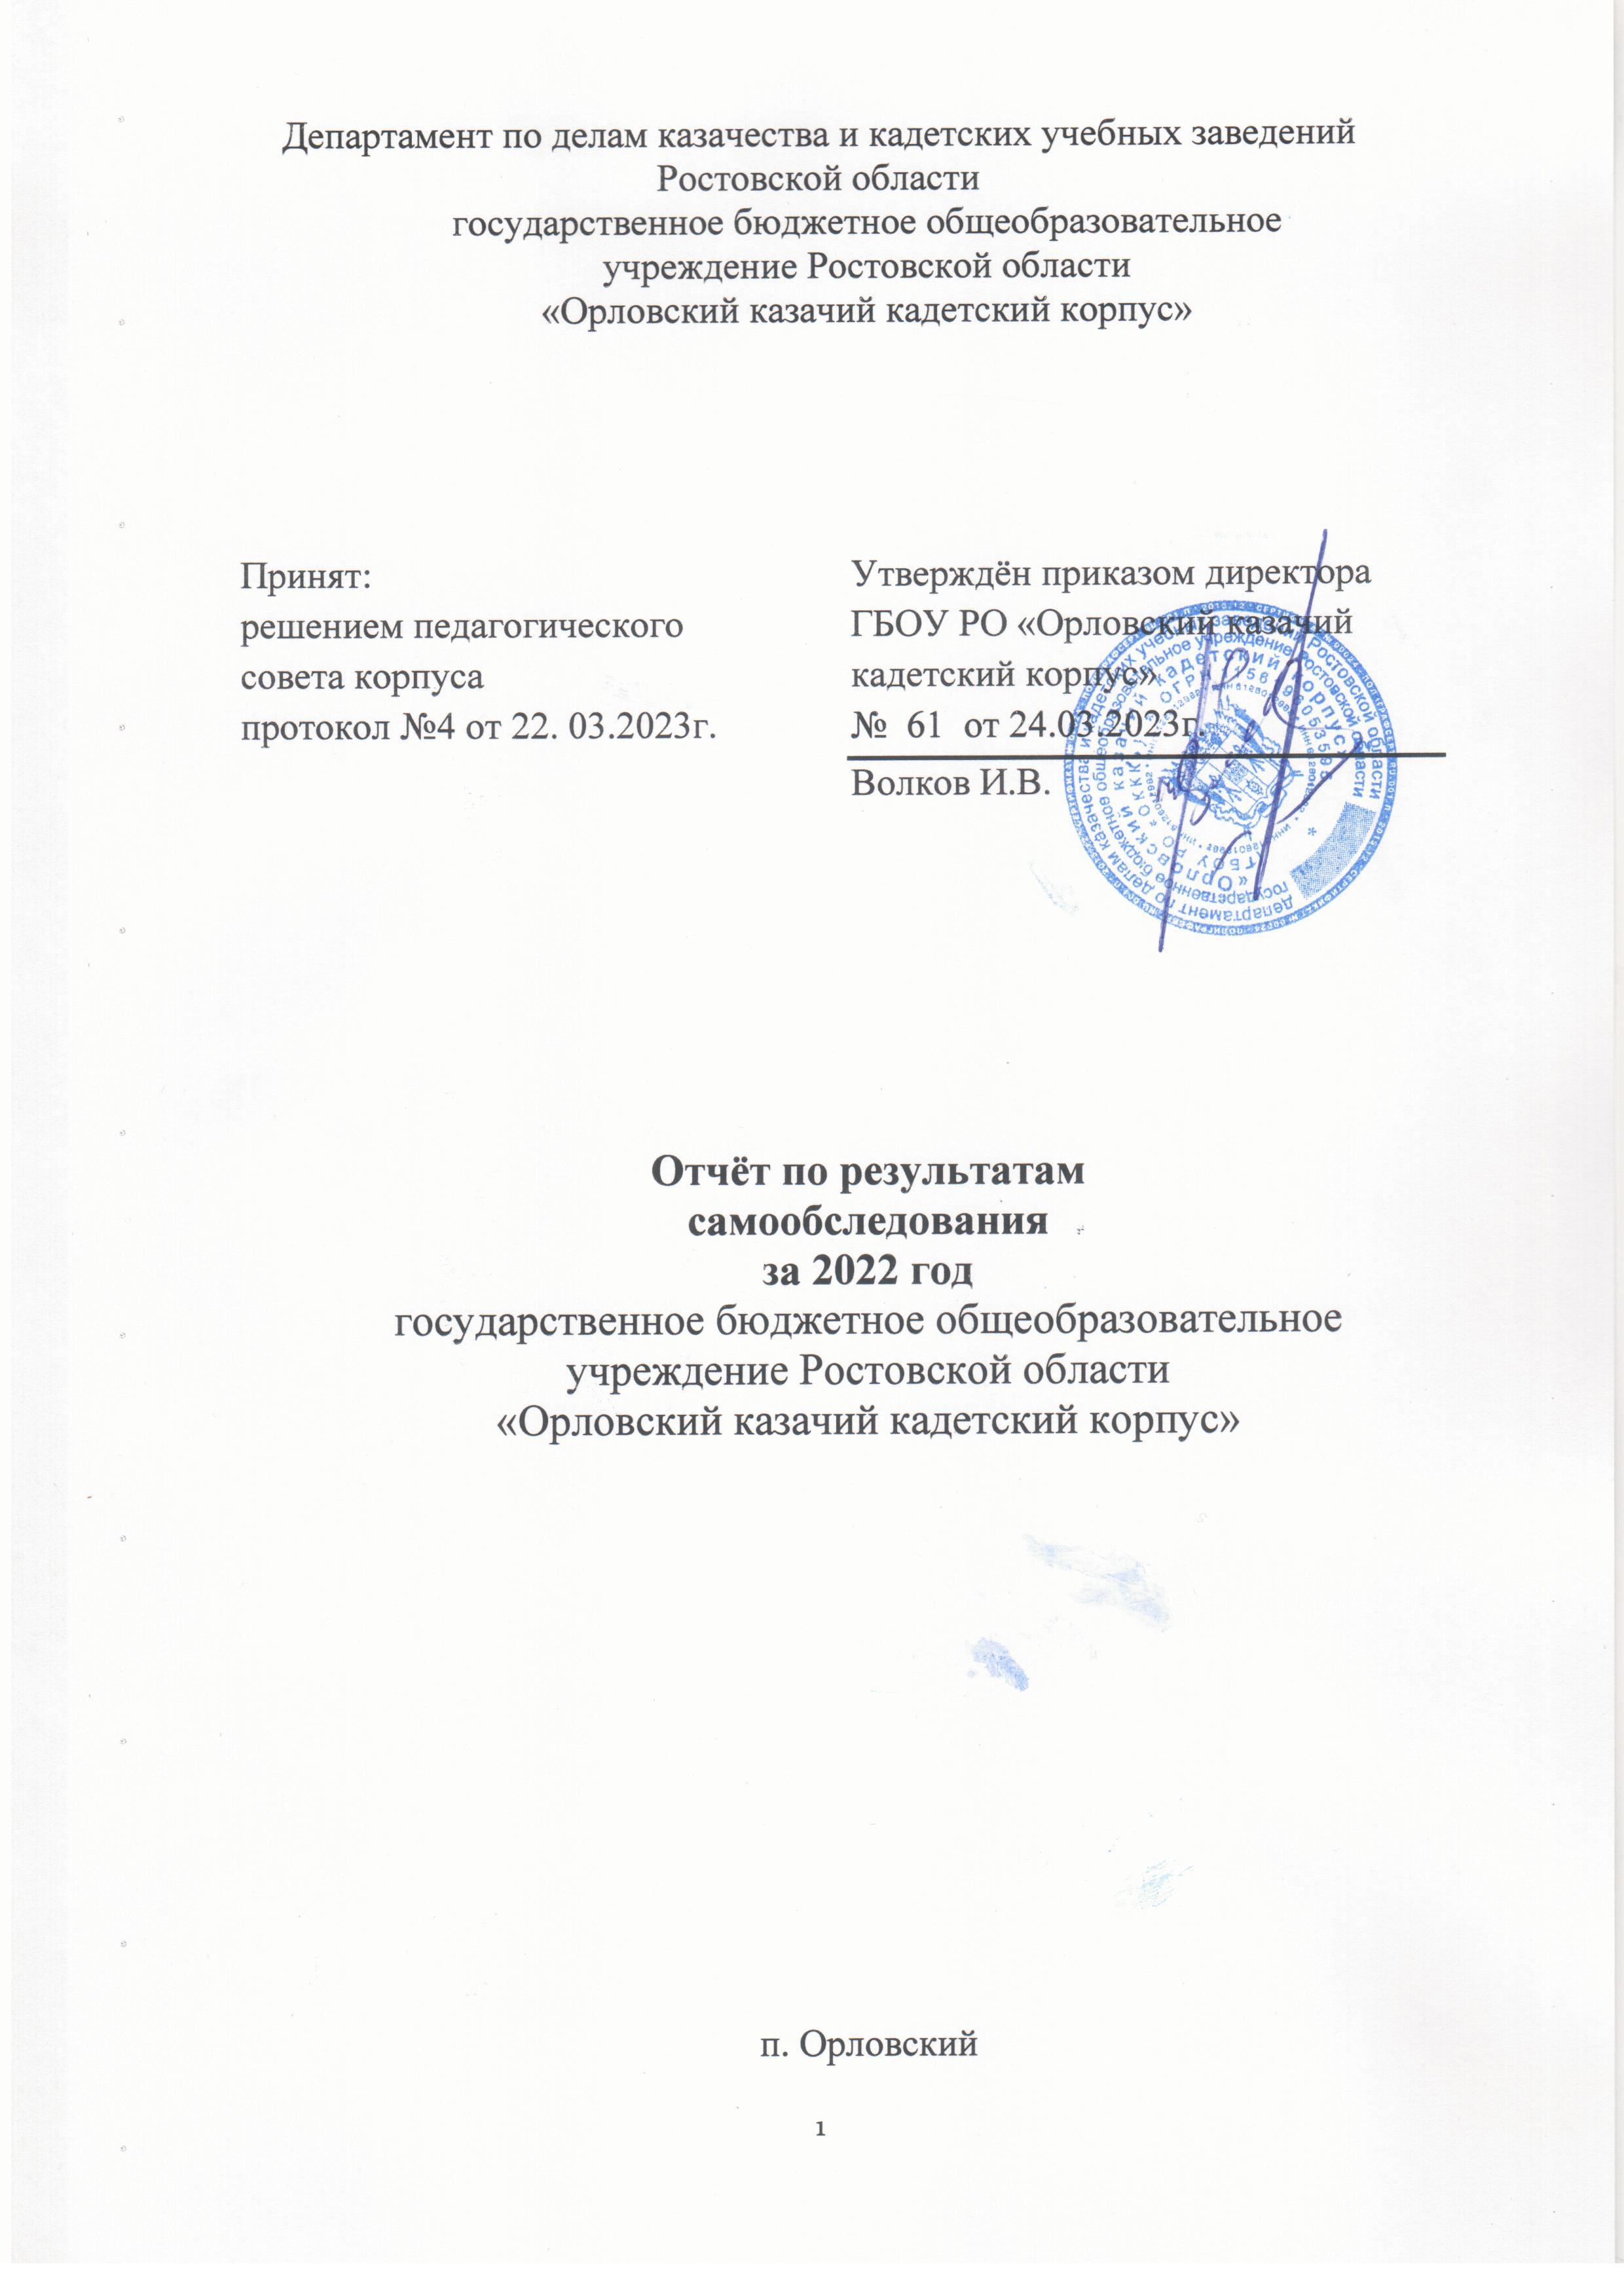 Департамент по делам казачества и кадетских учебных заведений
Ростовской области
государственное бюджетное общеобразовательное
учреждение Ростовской области
«Орловский казачий кадетский корпус»
Принят:
решением педагогического
совета корпуса
протокол №4 от 22. 03.2023г.
Утверждён приказом директора
ГБОУ РО «Орловский казачий
кадетский корпус»
№ 61 от 24.03.2023г.
Волков И.В.
Отчёт по результатам
самообследования
за 2022 год
государственное бюджетное общеобразовательное
учреждение Ростовской области
«Орловский казачий кадетский корпус»
п. Орловский
1